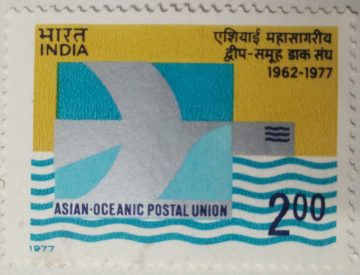 भारत
INDIA
एशियाई महासागरीय
द्वीप-समूह डाक संघ
1962-1977
ASIAN-OCEANIC POSTAL UNION
2.00
1977